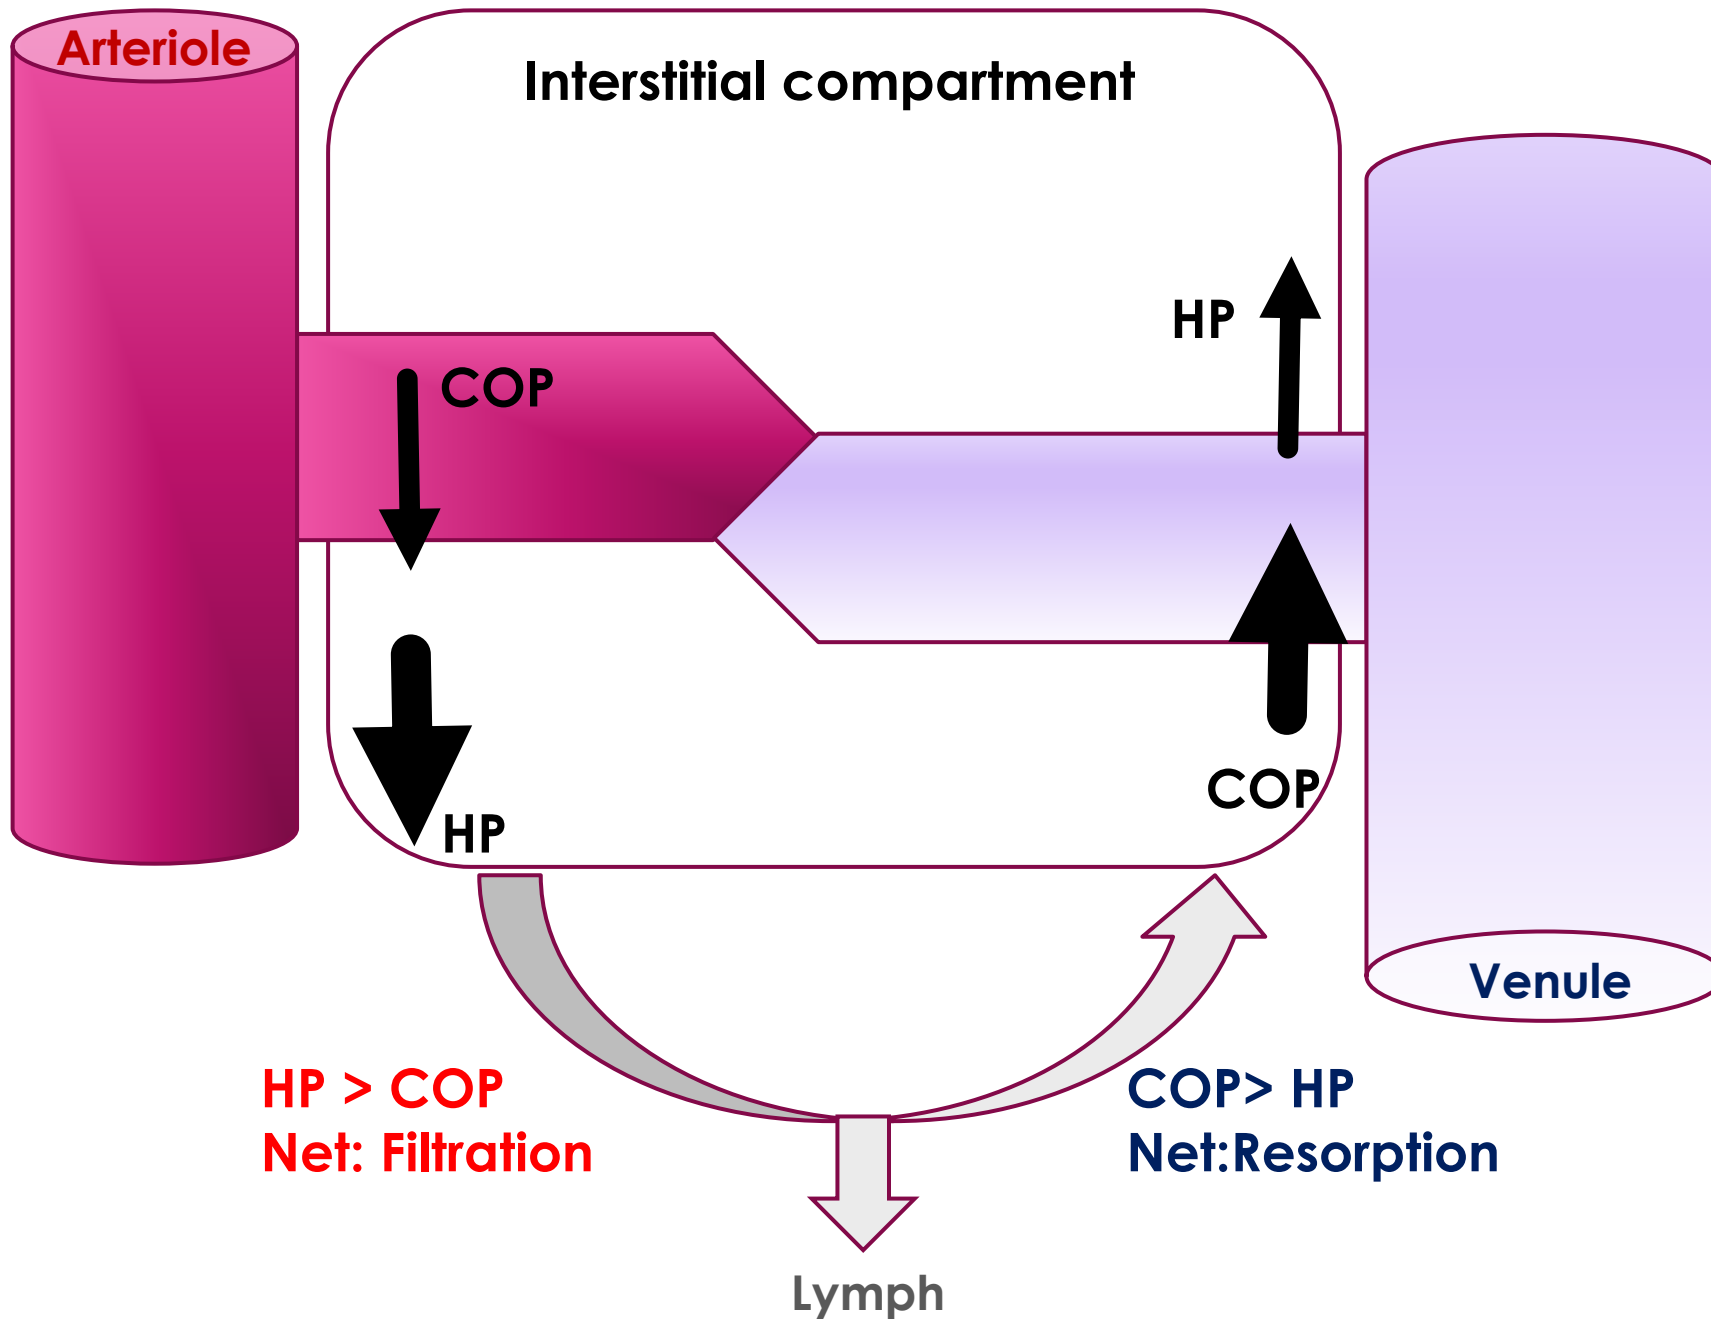 Arteriole
Interstitial compartment
HP
COP
COP
HP
HP > COP
Net: Filtration
COP> HP
Net:Resorption
Venule
Lymph